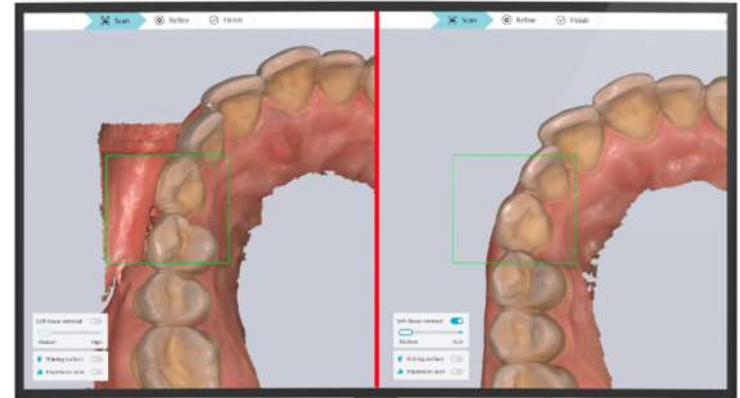 Scan Refine Finish
Soft tissue removal
Medium High
Shining surface
Impression scan
Scan Refine Finish
Soft tissue removal
Medium High
Shining surface
Impression scan